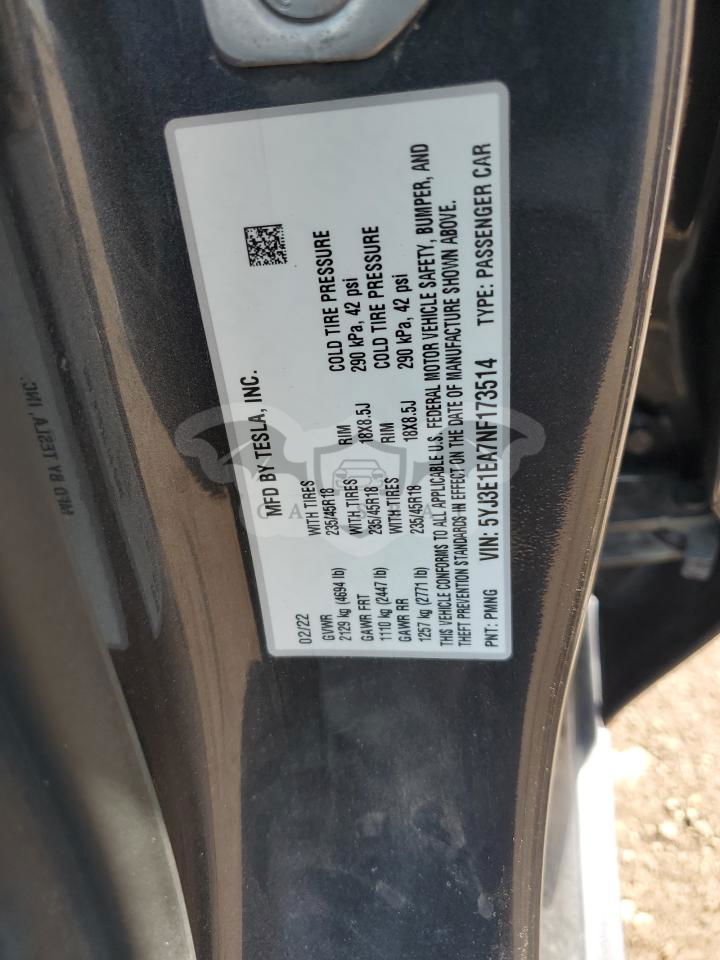 MFD BY TESLA, INC.
02/22
GVWR WITH TIRES RIM COLD TIRE PRESSURE
2129 kg (4694 lb) 235/45R18 18X8.5J 290 kPa, 42 psi
GAWR FRT WITH TIRES RIM COLD TIRE PRESSURE
1110 kg (2447 lb) 235/45R18 18X8.5J 290 kPa, 42 psi
GAWR RR WITH TIRES
1257 kg (2771 lb) 235/45R18
THIS VEHICLE CONFORMS TO ALL APPLICABLE U.S. FEDERAL MOTOR VEHICLE SAFETY, BUMPER, AND
THEFT PREVENTION STANDARDS IN EFFECT ON THE DATE OF MANUFACTURE SHOWN ABOVE.
PNT: PMNG VIN: 5YJ3E1EA7NF173514 TYPE: PASSENGER CAR
MFD BY TESLA, INC.